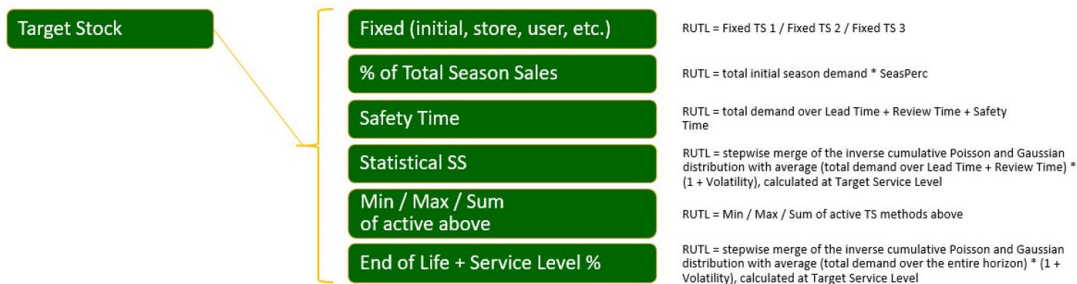 Target Stock
Fixed (initial, store, user, etc.)
RUTL = Fixed TS 1 / Fixed TS 2 / Fixed TS 3
% of Total Season Sales
RUTL = total initial season demand * SeasPerc
Safety Time
RUTL = total demand over Lead Time + Review Time + Safety
Time
Statistical SS
RUTL = stepwise merge of the inverse cumulative Poisson and Gaussian
distribution with average (total demand over Lead Time + Review Time) *
(1 + Volatility), calculated at Target Service Level
Min / Max / Sum
of active above
RUTL = Min / Max / Sum of active TS methods above
End of Life + Service Level %
RUTL = stepwise merge of the inverse cumulative Poisson and Gaussian
distribution with average (total demand over the entire horizon) * (1 +
Volatility), calculated at Target Service Level